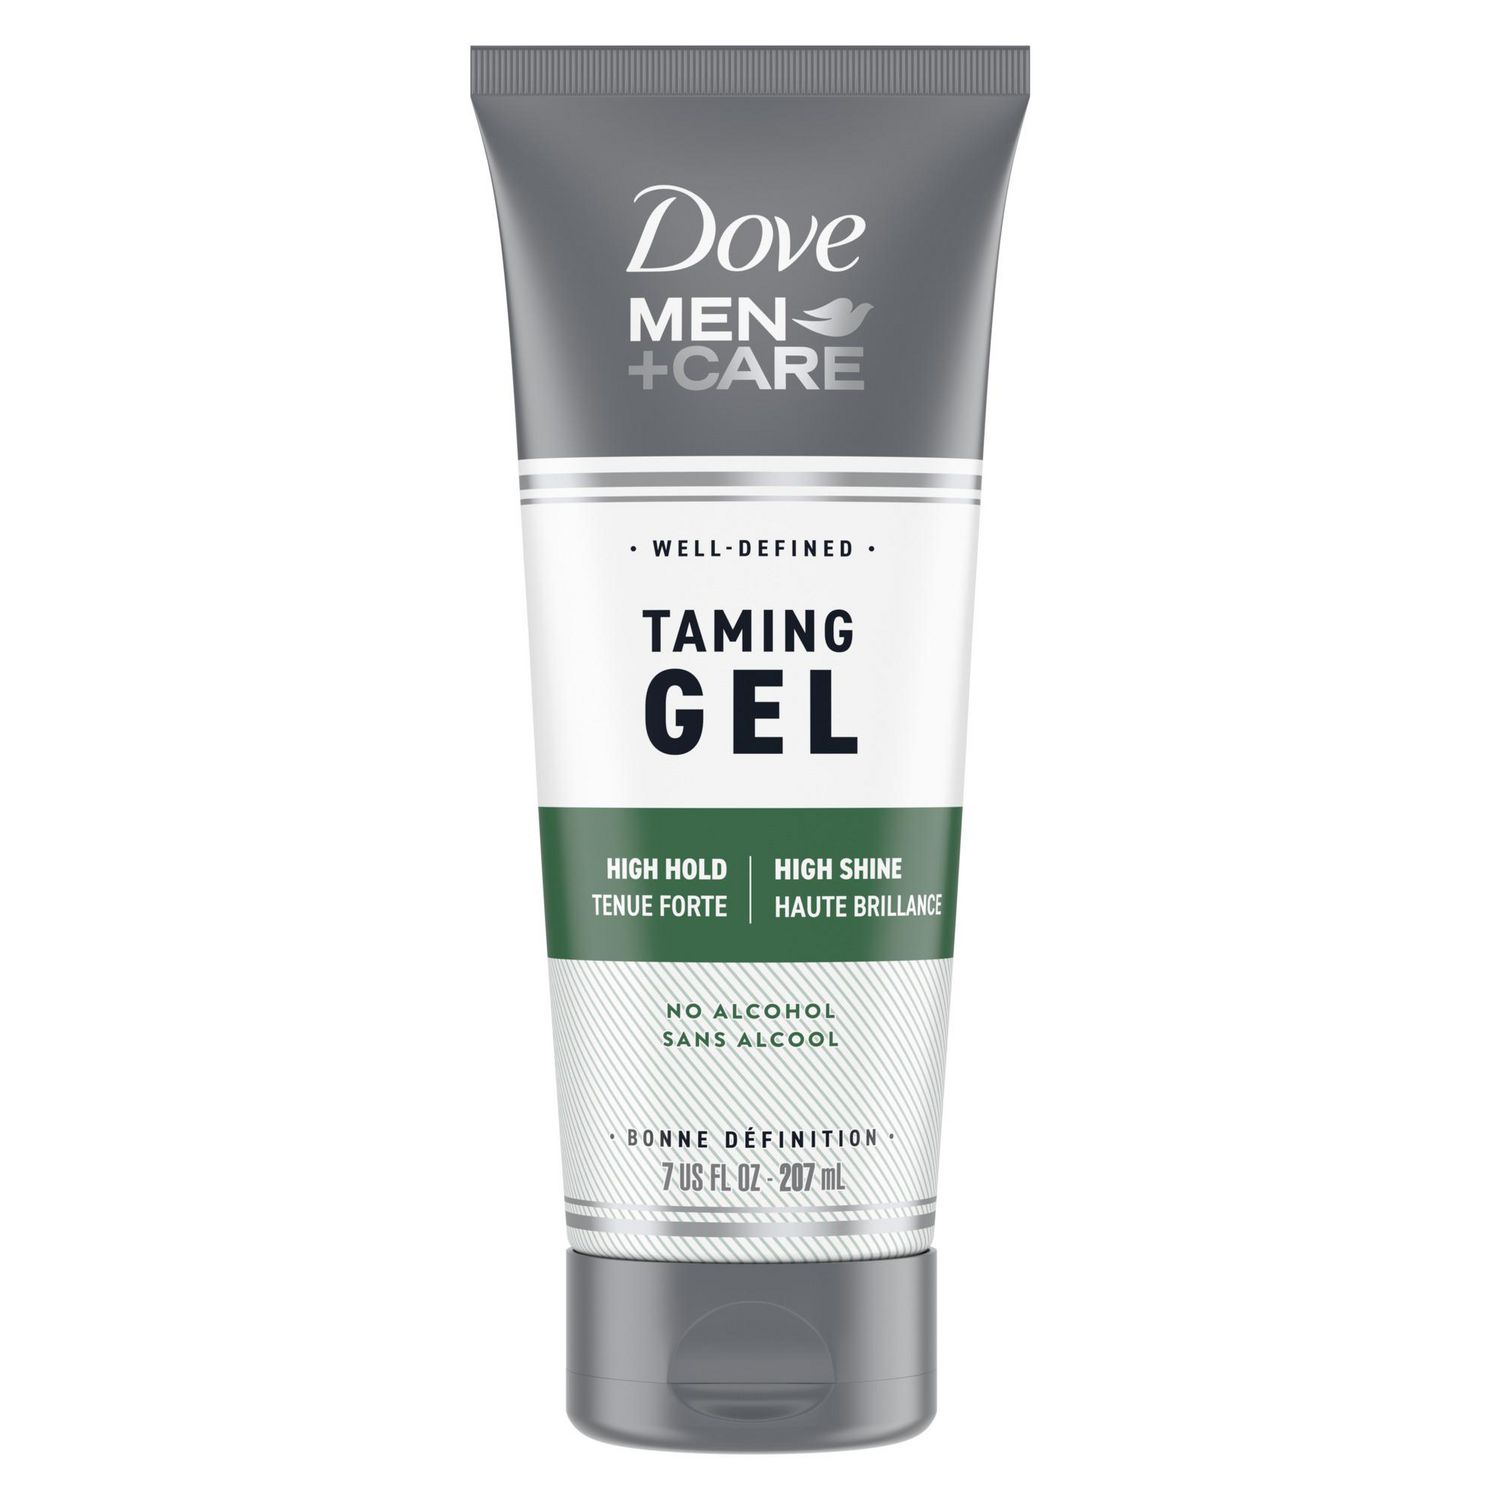 Dove
MEN
+CARE
• WELL-DEFINED •
TAMING
GEL
HIGH HOLD | HIGH SHINE
TENUE FORTE | HAUTE BRILLANCE
NO ALCOHOL
SANS ALCOOL
• BONNE DÉFINITION •
7 US FL OZ - 207 mL